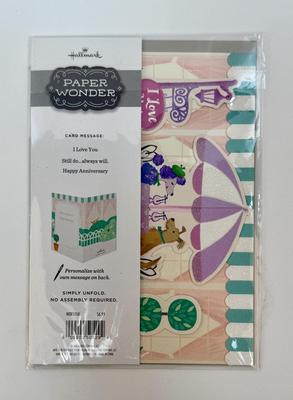 Hallmark
PAPER
WONDER
CARD MESSAGE:
I Love You
Still do...always will.
Happy Anniversary
Personalize with
own message on back.
SIMPLY UNFOLD.
NO ASSEMBLY REQUIRED.
I Love